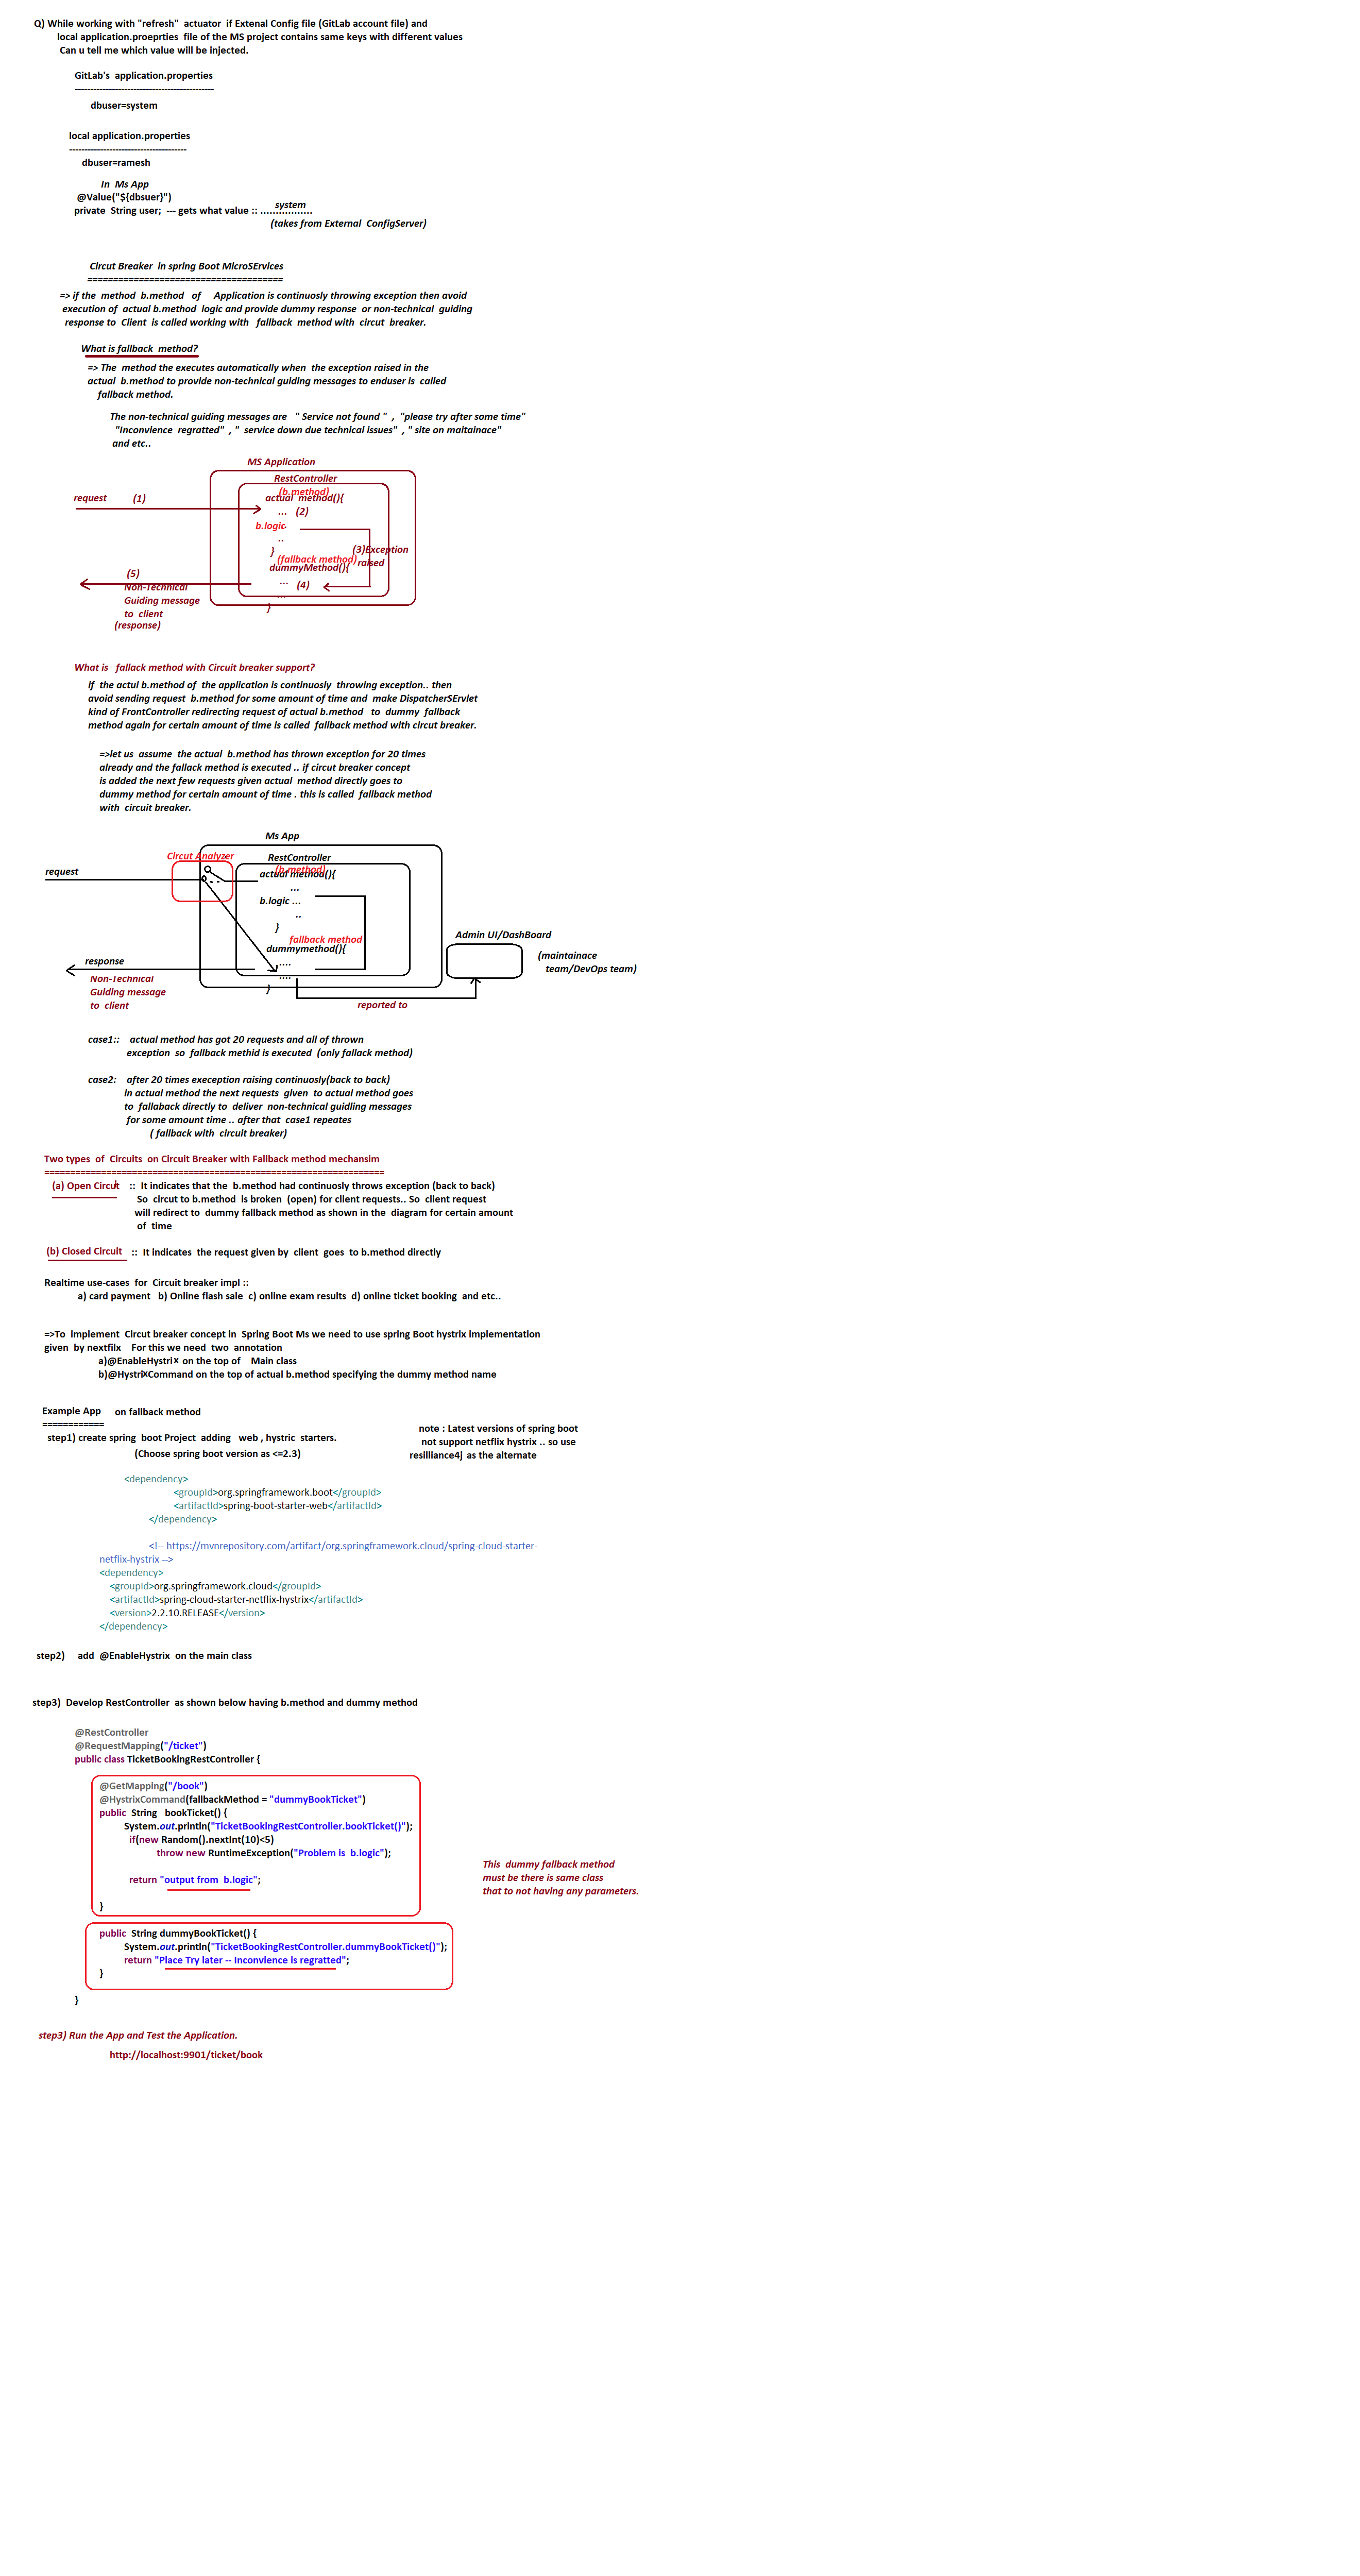 Q) While working with "refresh" actuator if Extenal Config file (GitLab account file) and
local application.proeprties file of the MS project contains same keys with different values
Can u tell me which value will be injected.
GitLab's application.properties
---------------------------------------------
dbuser=system
local application.properties
--------------------------------------
dbuser=ramesh
In Ms App
@Value("${dbsuer}")
system
private String user; --- gets what value :: .................
(takes from External ConfigServer)
Circut Breaker in spring Boot MicroSErvices
======================================
=> if the method b.method of Application is continuosly throwing exception then avoid
execution of actual b.method logic and provide dummy response or non-technical guiding
response to Client is called working with fallback method with circut breaker.
What is fallback method?
=> The method the executes automatically when the exception raised in the
actual b.method to provide non-technical guiding messages to enduser is called
fallback method.
The non-technical guiding messages are " Service not found " , "please try after some time"
"Inconvience regratted" , " service down due technical issues" , " site on maitainace"
and etc..
MS Application
RestController
(b.method)
request (1)
actual method(){
... (2)
b.logic.
..
}
(3)Exception
raised
(fallback method)
dummyMethod(){
(5)
... (4)
...
}
Non-Technical
Guiding message
to client
(response)
What is fallack method with Circuit breaker support?
if the actul b.method of the application is continuosly throwing exception.. then
avoid sending request b.method for some amount of time and make DispatcherSErvlet
kind of FrontController redirecting request of actual b.method to dummy fallback
method again for certain amount of time is called fallback method with circut breaker.
=>let us assume the actual b.method has thrown exception for 20 times
already and the fallack method is executed .. if circut breaker concept
is added the next few requests given actual method directly goes to
dummy method for certain amount of time . this is called fallback method
with circuit breaker.
Ms App
Circut Analyzer
RestController
(b.method)
request
actual method(){
...
b.logic ...
..
}
fallback method
dummymethod(){
....
....
}
Admin UI/DashBoard
(maintainace
team/DevOps team)
response
Non-Technical
Guiding message
to client
reported to
case1:: actual method has got 20 requests and all of thrown
exception so fallback methid is executed (only fallack method)
case2: after 20 times exeception raising continuosly(back to back)
in actual method the next requests given to actual method goes
to fallaback directly to deliver non-technical guidling messages
for some amount time .. after that case1 repeates
( fallback with circuit breaker)
Two types of Circuits on Circuit Breaker with Fallback method mechansim
==================================================================
(a) Open Circut :: It indicates that the b.method had continuosly throws exception (back to back)
So circut to b.method is broken (open) for client requests.. So client request
will redirect to dummy fallback method as shown in the diagram for certain amount
of time
(b) Closed Circuit :: It indicates the request given by client goes to b.method directly
Realtime use-cases for Circuit breaker impl ::
a) card payment b) Online flash sale c) online exam results d) online ticket booking and etc..
=>To implement Circut breaker concept in Spring Boot Ms we need to use spring Boot hystrix implementation
given by nextfilx For this we need two annotation
a)@EnableHystrix on the top of Main class
b)@HystrixCommand on the top of actual b.method specifying the dummy method name
Example App on fallback method
============
step1) create spring boot Project adding web , hystric starters.
(Choose spring boot version as <=2.3)
note : Latest versions of spring boot
not support netflix hystrix .. so use
resilliance4j as the alternate
<dependency>
<groupId>org.springframework.boot</groupId>
<artifactId>spring-boot-starter-web</artifactId>
</dependency>
<!-- https://mvnrepository.com/artifact/org.springframework.cloud/spring-cloud-starter-
netflix-hystrix -->
<dependency>
<groupId>org.springframework.cloud</groupId>
<artifactId>spring-cloud-starter-netflix-hystrix</artifactId>
<version>2.2.10.RELEASE</version>
</dependency>
step2) add @EnableHystrix on the main class
step3) Develop RestController as shown below having b.method and dummy method
@RestController
@RequestMapping("/ticket")
public class TicketBookingRestController {
@GetMapping("/book")
@HystrixCommand(fallbackMethod = "dummyBookTicket")
public String bookTicket() {
System.out.println("TicketBookingRestController.bookTicket()");
if(new Random().nextInt(10)<5)
throw new RuntimeException("Problem is b.logic");
return "output from b.logic";
}
This dummy fallback method
must be there is same class
that to not having any parameters.
public String dummyBookTicket() {
System.out.println("TicketBookingRestController.dummyBookTicket()");
return "Place Try later -- Inconvience is regratted";
}
}
step3) Run the App and Test the Application.
http://localhost:9901/ticket/book